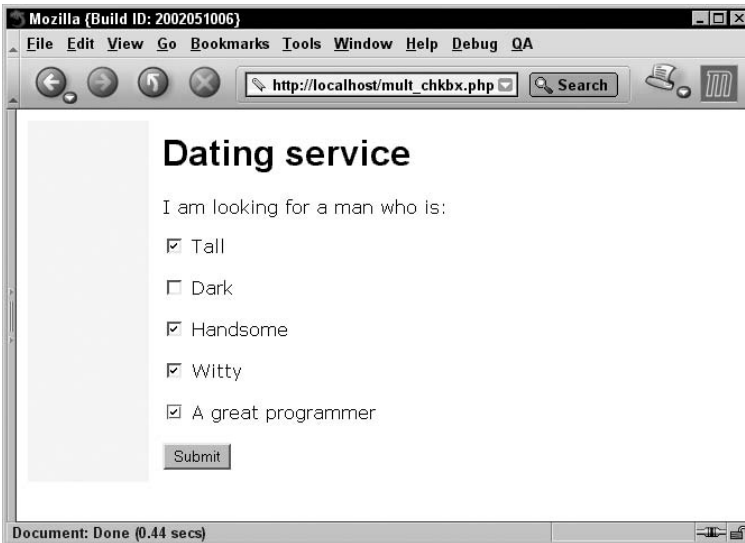 Mozilla {Build ID: 2002051006}
File Edit View Go Bookmarks Tools Window Help Debug QA
http://localhost/mult_chkbx.php Search
Dating service
I am looking for a man who is:
Tall
Dark
Handsome
Witty
A great programmer
Submit
Document: Done (0.44 secs)